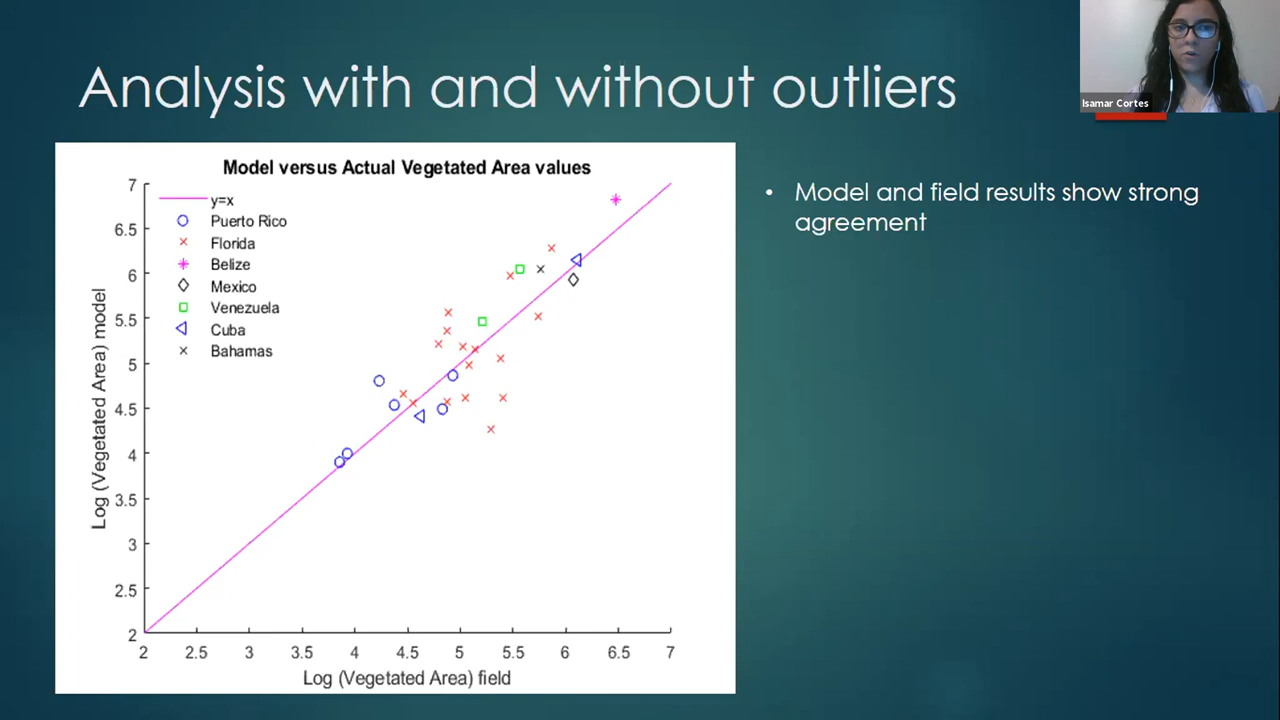 Analysis with and without outliers
Isamar Cortes
Model versus Actual Vegetated Area values
y=x
Puerto Rico
Florida
Belize
Mexico
Venezuela
Cuba
Bahamas
Log (Vegetated Area) model
7
6.5
6
5.5
5
4.5
4
3.5
3
2.5
2
2 2.5 3 3.5 4 4.5 5 5.5 6 6.5 7
Log (Vegetated Area) field
• Model and field results show strong
agreement